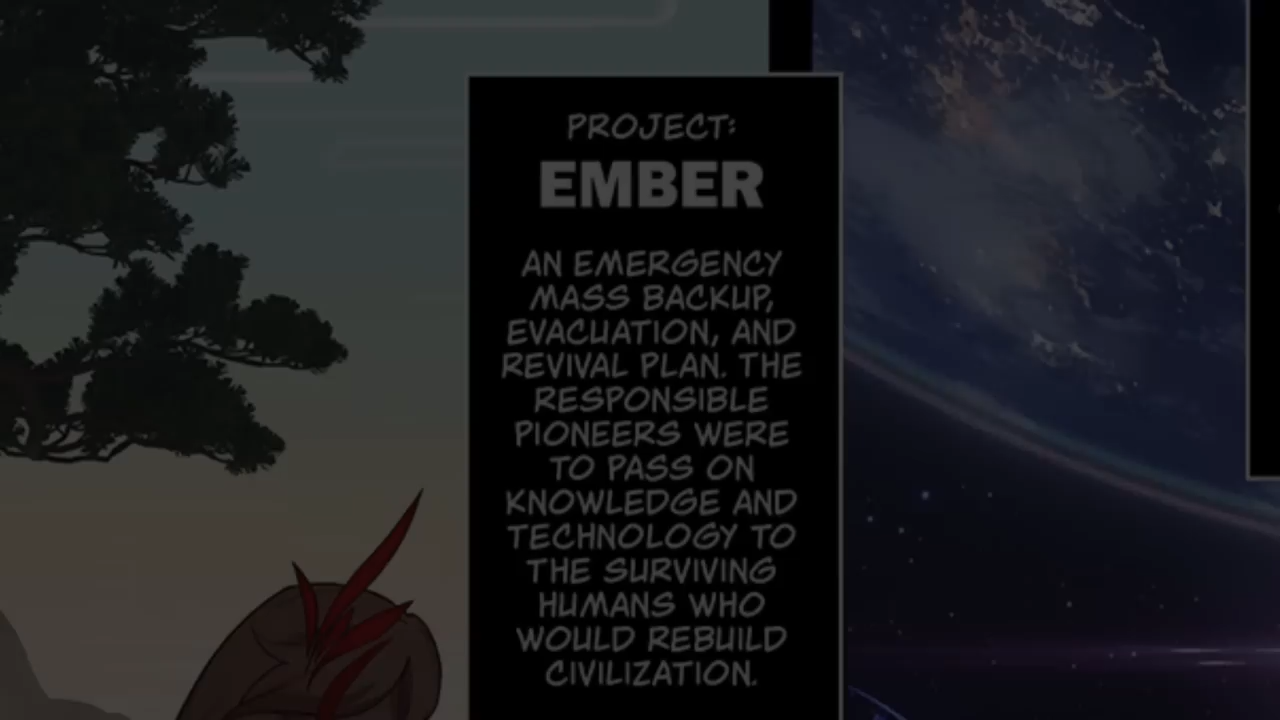 PROJECT:
EMBER
AN EMERGENCY
MASS BACKUP,
EVACUATION, AND
REVIVAL PLAN. THE
RESPONSIBLE
PIONEERS WERE
TO PASS ON
KNOWLEDGE AND
TECHNOLOGY TO
THE SURVIVING
HUMANS WHO
WOULD REBUILD
CIVILIZATION.